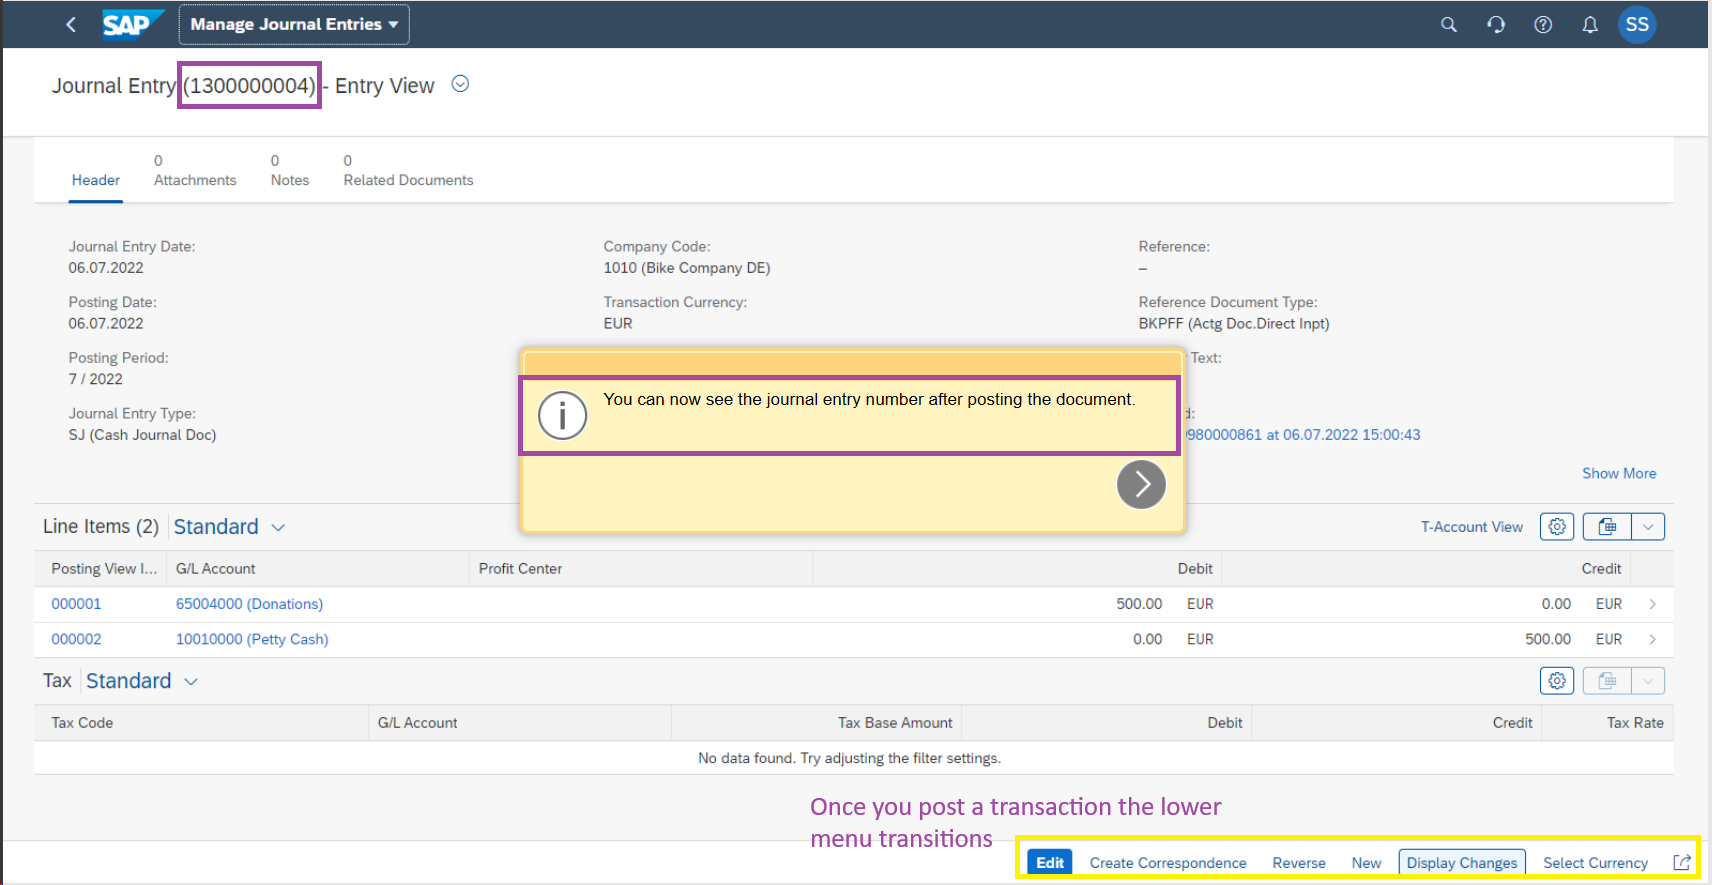 SAP Manage Journal Entries SS
Journal Entry (1300000004) - Entry View
0 0 0
Header Attachments Notes Related Documents
Journal Entry Date: Company Code: Reference:
06.07.2022 1010 (Bike Company DE) –
Posting Date: Transaction Currency: Reference Document Type:
06.07.2022 EUR BKPFF (Actg Doc.Direct Inpt)
Posting Period: Text:
7 / 2022
You can now see the journal entry number after posting the document.
Journal Entry Type: d:
SJ (Cash Journal Doc) 980000861 at 06.07.2022 15:00:43
Show More
Line Items (2) Standard T-Account View
Posting View I... G/L Account Profit Center Debit Credit
000001 65004000 (Donations) 500.00 EUR 0.00 EUR
000002 10010000 (Petty Cash) 0.00 EUR 500.00 EUR
Tax Standard
Tax Code G/L Account Tax Base Amount Debit Credit Tax Rate
No data found. Try adjusting the filter settings.
Once you post a transaction the lower
menu transitions
Edit Create Correspondence Reverse New Display Changes Select Currency